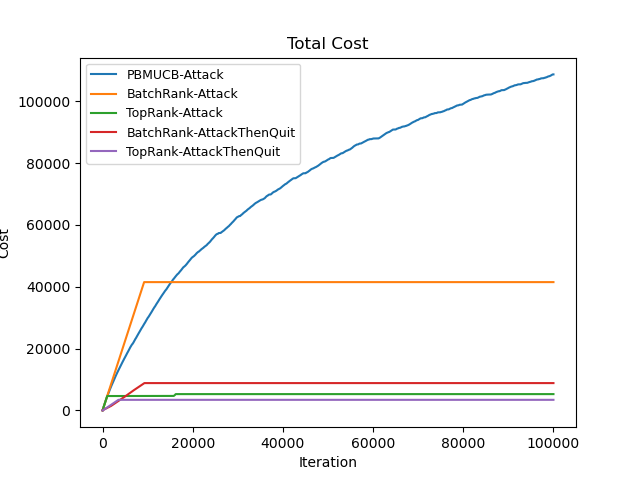 Total Cost
PBMUCB-Attack
BatchRank-Attack
TopRank-Attack
BatchRank-AttackThenQuit
TopRank-AttackThenQuit
100000
80000
60000
40000
20000
0
Cost
0 20000 40000 60000 80000 100000
Iteration